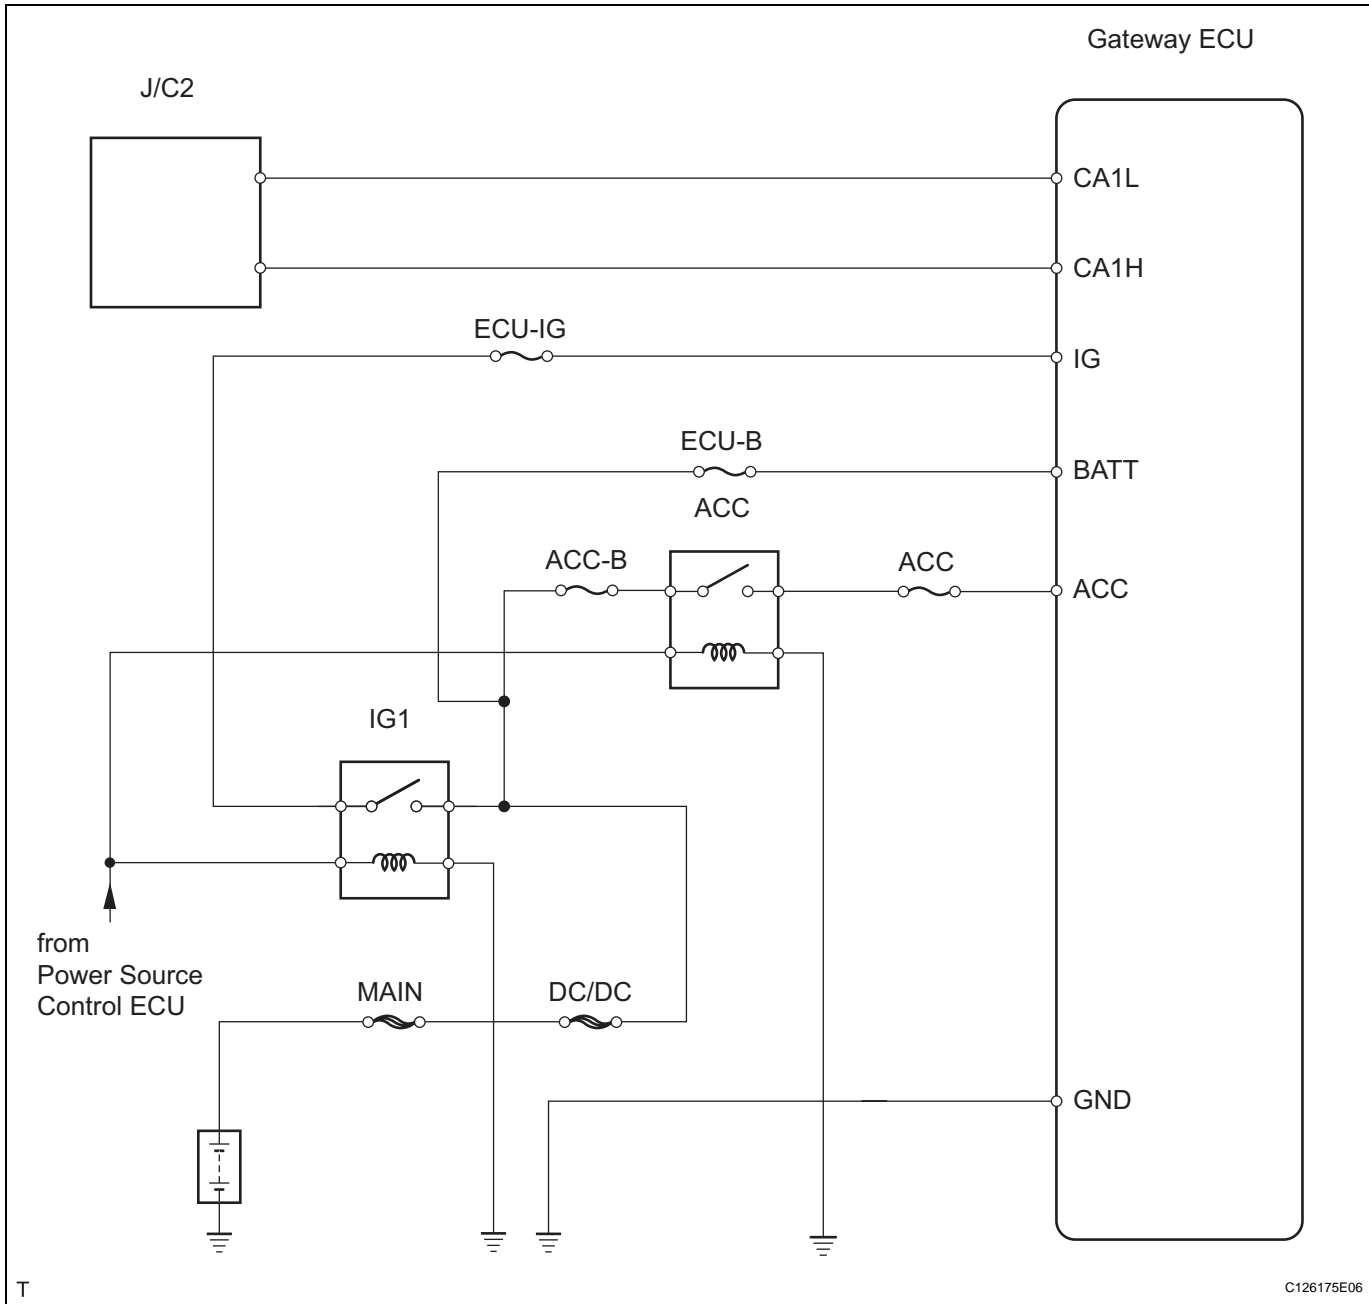 Gateway ECU
J/C2
CA1L
CA1H
ECU-IG
IG
ECU-B
BATT
ACC
ACC-B
ACC
ACC
IG1
from
Power Source
Control ECU
MAIN
DC/DC
GND
T
C126175E06